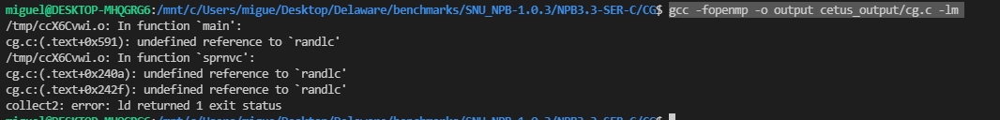 miguel@DESKTOP-MHQGRG6:/mnt/c/Users/migue/Desktop/Delaware/benchmarks/SNU_NPB-1.0.3/NPB3.3-SER-C/CG$ gcc -fopenmp -o output cetus_output/cg.c -lm
/tmp/ccX6Cvwi.o: In function `main':
cg.c:(.text+0x591): undefined reference to `randlc'
/tmp/ccX6Cvwi.o: In function `sprnvc':
cg.c:(.text+0x240a): undefined reference to `randlc'
cg.c:(.text+0x242f): undefined reference to `randlc'
collect2: error: ld returned 1 exit status
miguel@DESKTOP-MHQGRG6:/mnt/c/Users/migue/Desktop/Delaware/benchmarks/SNU_NPB-1.0.3/NPB3.3-SER-C/CG$